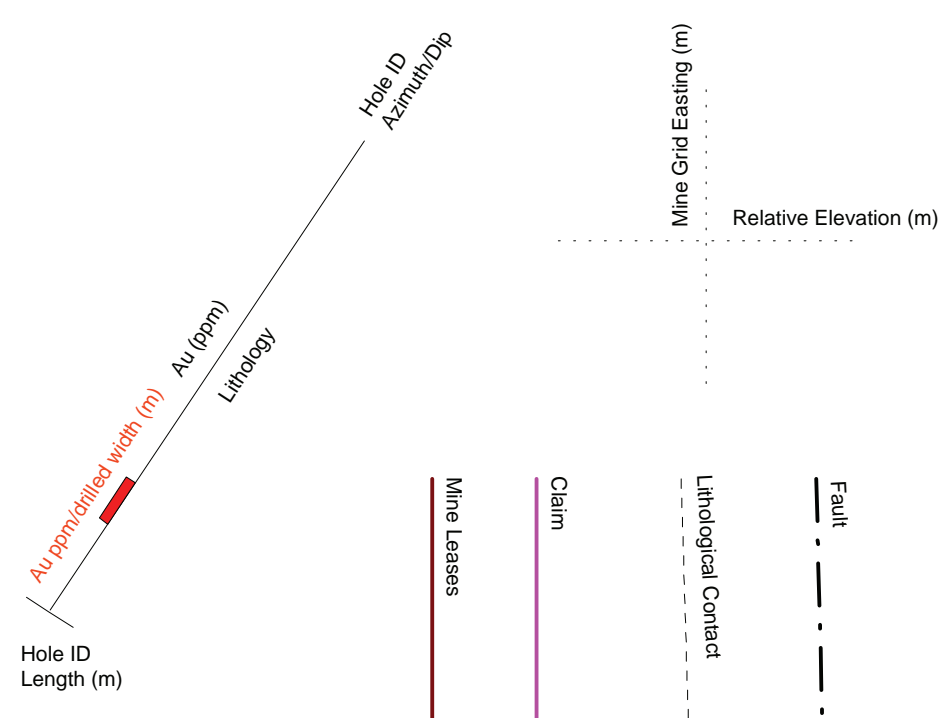 Hole ID
Azimuth/Dip
Mine Grid Easting (m)
Relative Elevation (m)
Au (ppm)
Lithology
Au ppm/drilled width (m)
Hole ID
Length (m)
Mine Leases
Claim
Lithological Contact
Fault